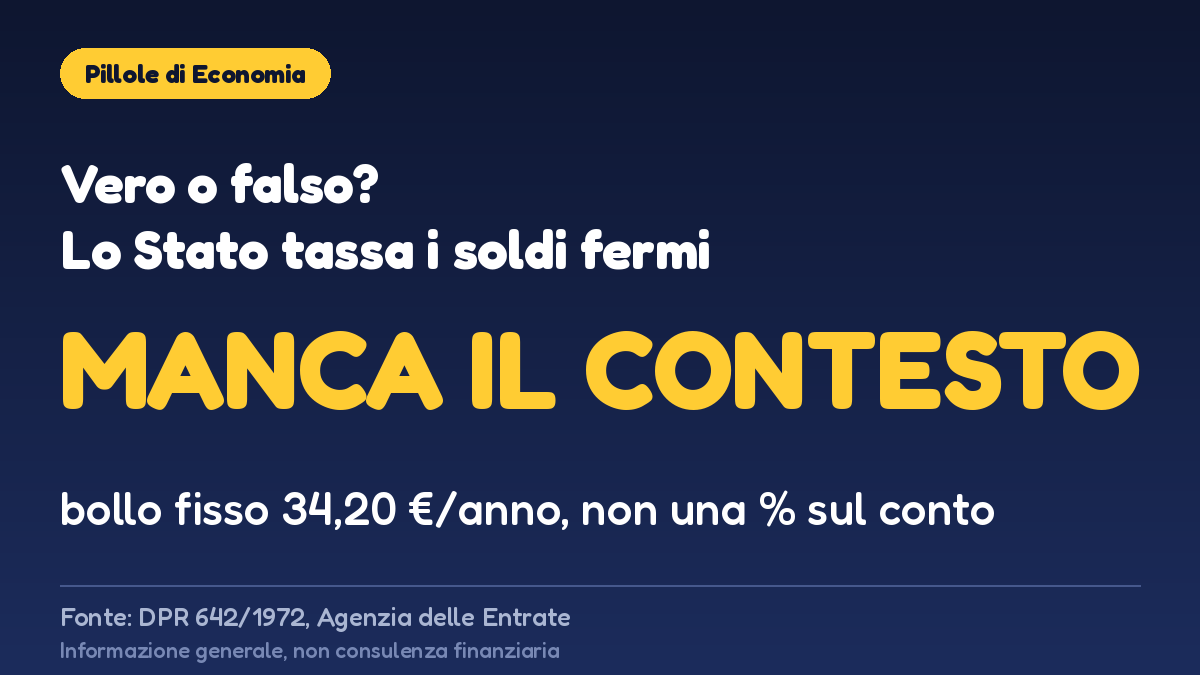 Pillole di Economia
Vero o falso?
Lo Stato tassa i soldi fermi
MANCA IL CONTESTO
bollo fisso 34,20 €/anno, non una % sul conto
Fonte: DPR 642/1972, Agenzia delle Entrate
Informazione generale, non consulenza finanziaria